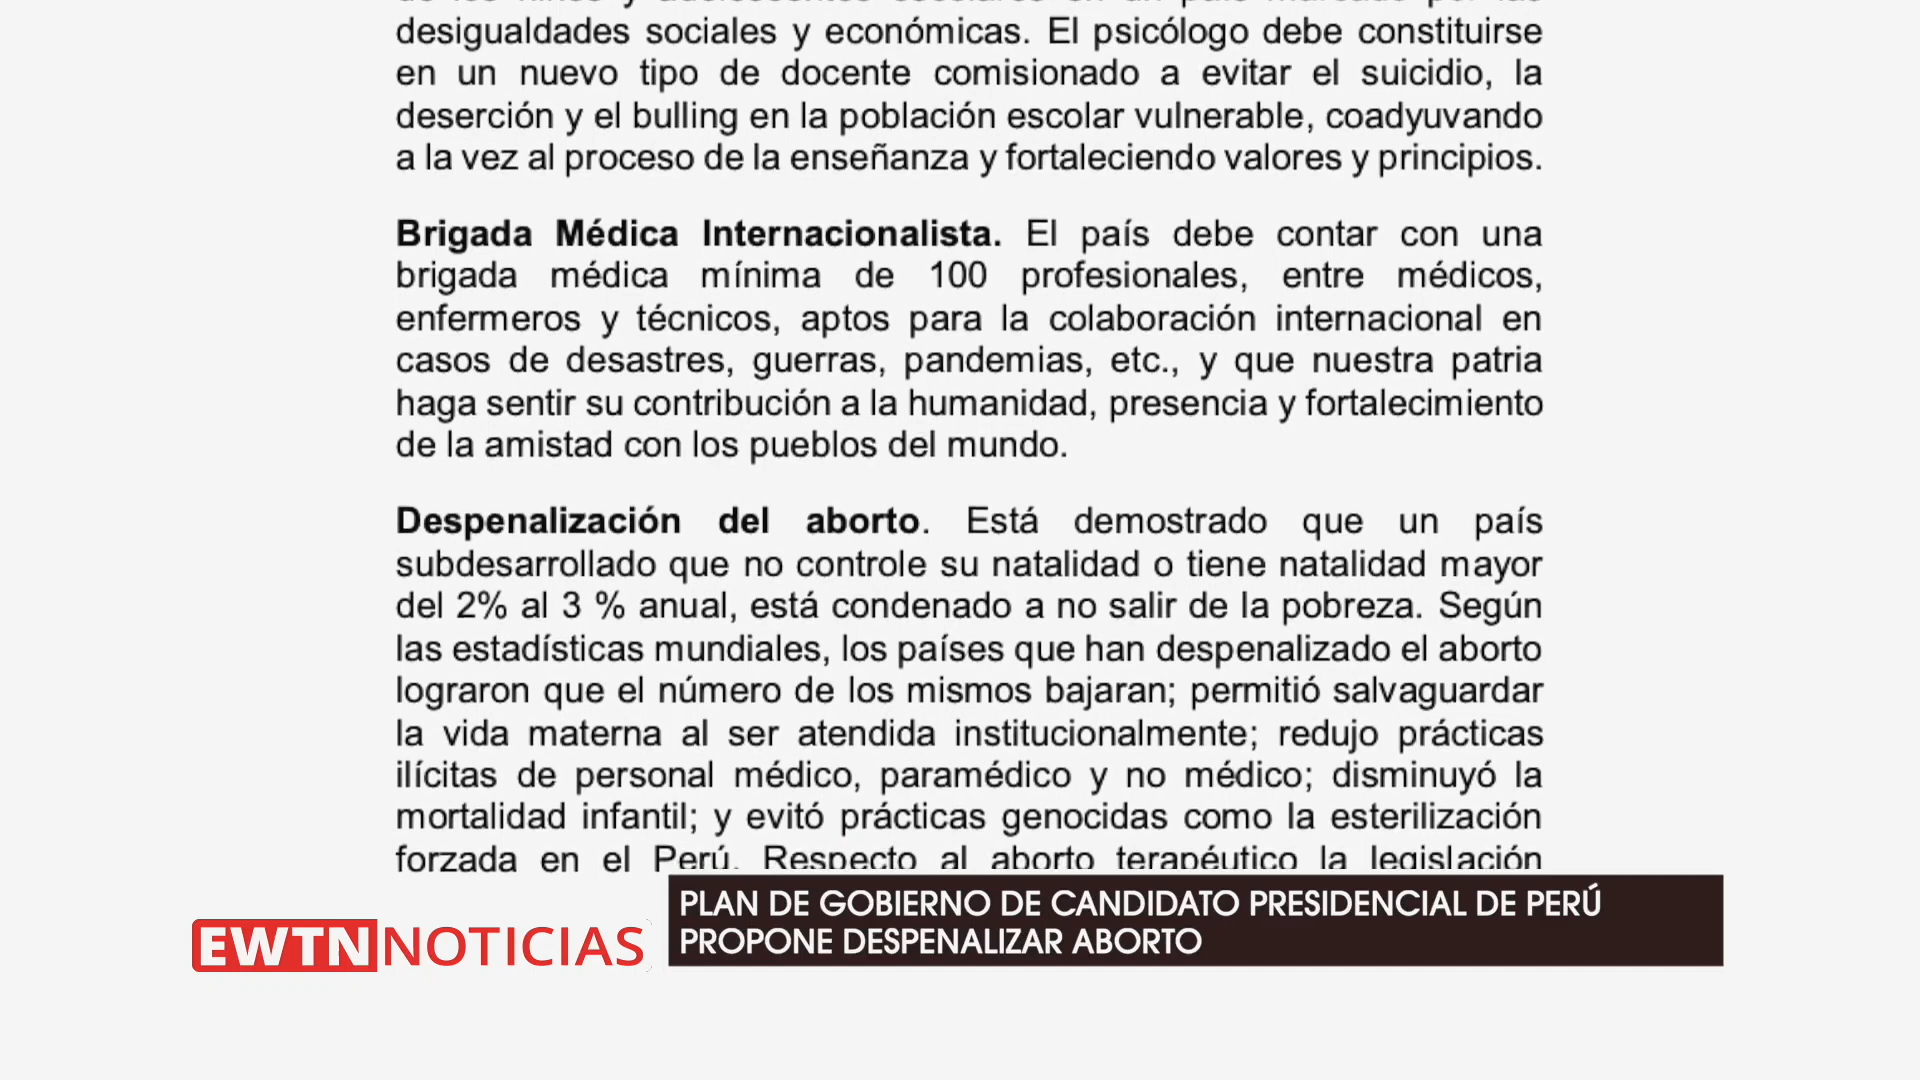 desigualdades sociales y económicas. El psicólogo debe constituirse
en un nuevo tipo de docente comisionado a evitar el suicidio, la
deserción y el bulling en la población escolar vulnerable, coadyuvando
a la vez al proceso de la enseñanza y fortaleciendo valores y principios.
Brigada Médica Internacionalista. El país debe contar con una
brigada médica mínima de 100 profesionales, entre médicos,
enfermeros y técnicos, aptos para la colaboración internacional en
casos de desastres, guerras, pandemias, etc., y que nuestra patria
haga sentir su contribución a la humanidad, presencia y fortalecimiento
de la amistad con los pueblos del mundo.
Despenalización del aborto. Está demostrado que un país
subdesarrollado que no controle su natalidad o tiene natalidad mayor
del 2% al 3 % anual, está condenado a no salir de la pobreza. Según
las estadísticas mundiales, los países que han despenalizado el aborto
lograron que el número de los mismos bajaran; permitió salvaguardar
la vida materna al ser atendida institucionalmente; redujo prácticas
ilícitas de personal médico, paramédico y no médico; disminuyó la
mortalidad infantil; y evitó prácticas genocidas como la esterilización
forzada en el Perú. Respecto al aborto terapéutico la legislación
PLAN DE GOBIERNO DE CANDIDATO PRESIDENCIAL DE PERÚ
PROPONE DESPENALIZAR ABORTO
EWTN NOTICIAS